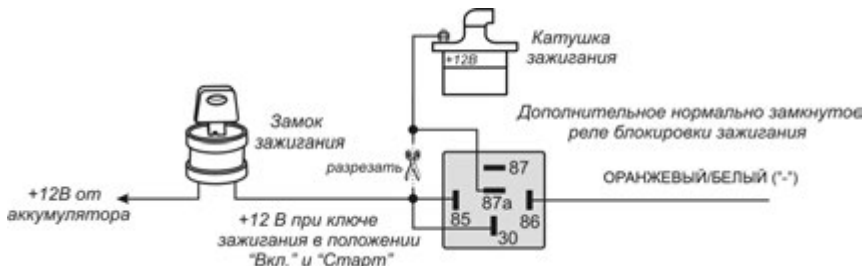 Катушка
зажигания
+12В
Замок
зажигания
Дополнительное нормально замкнутое
реле блокировки зажигания
разрезать
87
87а
85
86
30
ОРАНЖЕВЫЙ/БЕЛЫЙ ("-")
+12В от
аккумулятора
+12 В при ключе
зажигания в положении
"Вкл." и "Старт"